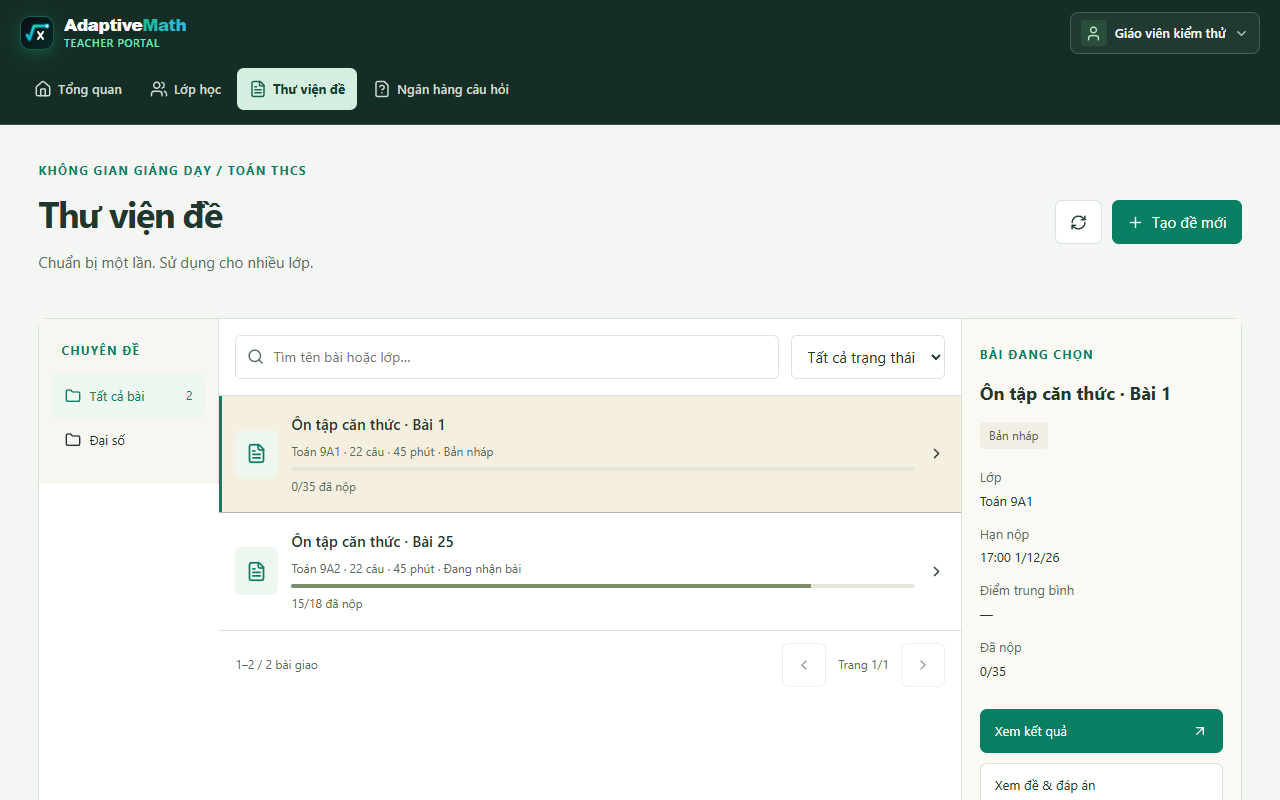 AdaptiveMath
TEACHER PORTAL
Giáo viên kiểm thử
Tổng quan
Lớp học
Thư viện đề
Ngân hàng câu hỏi
KHÔNG GIAN GIẢNG DẠY / TOÁN THCS
Thư viện đề
Chuẩn bị một lần. Sử dụng cho nhiều lớp.
Tạo đề mới
CHUYÊN ĐỀ
Tất cả bài 2
Đại số
Tìm tên bài hoặc lớp...
Tất cả trạng thái
Ôn tập căn thức · Bài 1
Toán 9A1 · 22 câu · 45 phút · Bản nháp
0/35 đã nộp
Ôn tập căn thức · Bài 25
Toán 9A2 · 22 câu · 45 phút · Đang nhận bài
15/18 đã nộp
1–2 / 2 bài giao
Trang 1/1
BÀI ĐANG CHỌN
Ôn tập căn thức · Bài 1
Bản nháp
Lớp
Toán 9A1
Hạn nộp
17:00 1/12/26
Điểm trung bình
—
Đã nộp
0/35
Xem kết quả
Xem đề & đáp án